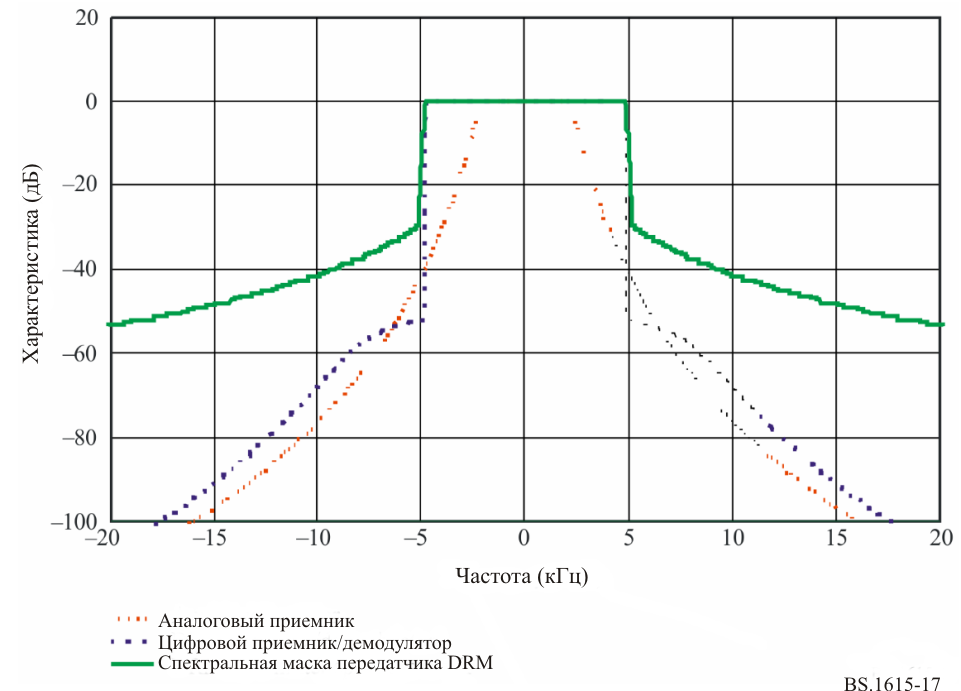 20
0
–20
–40
–60
–80
–100
Характеристика (дБ)
–20 –15 –10 –5 0 5 10 15 20
Частота (кГц)
Аналоговый приемник
Цифровой приемник/демодулятор
Спектральная маска передатчика DRM
BS.1615-17